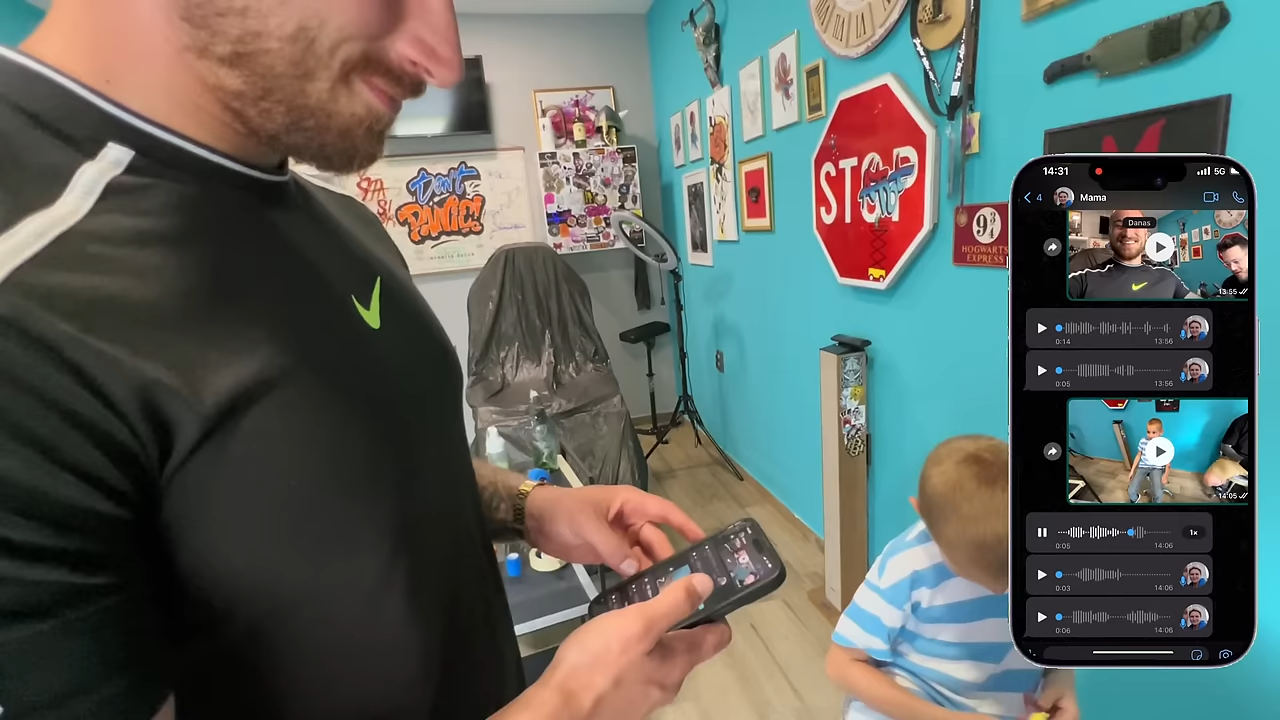 Don't
PANIC!
STOP
9¾
HOGWARTS
EXPRESS
14:31
5G
4
Mama
Danas
13:55
0:14
13:56
0:05
13:56
14:05
0:05
14:06
1×
0:03
14:06
0:06
14:06